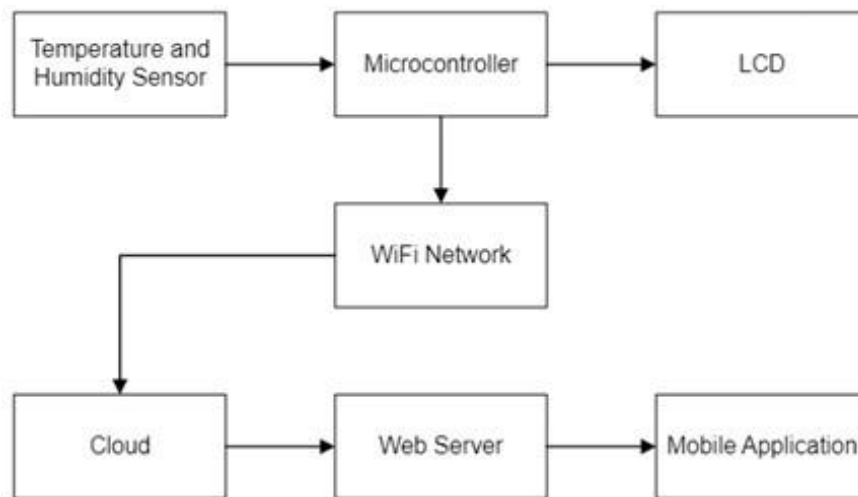 Temperature and
Humidity Sensor
Microcontroller
LCD
WiFi Network
Cloud
Web Server
Mobile Application